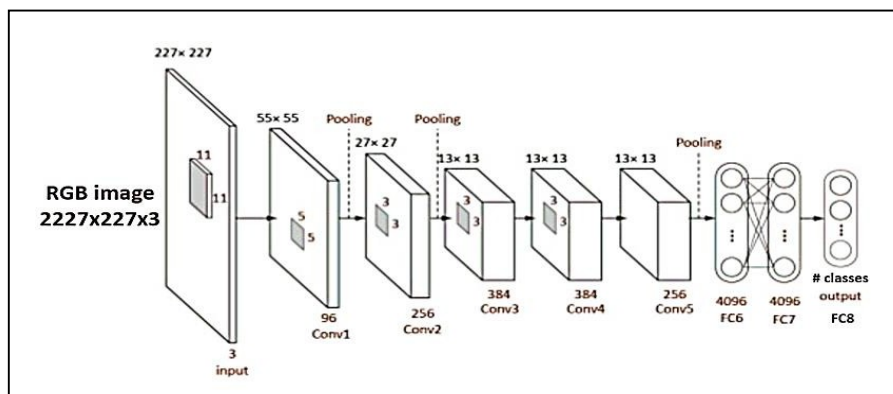 227× 227
55× 55
Pooling
Pooling
27× 27
13× 13
13× 13
13× 13
Pooling
11
11
RGB image
2227x227x3
5
5
3
3
3
3
3
3
96
Conv1
256
Conv2
384
Conv3
384
Conv4
256
Conv5
4096
FC6
4096
FC7
# classes
output
FC8
3
input